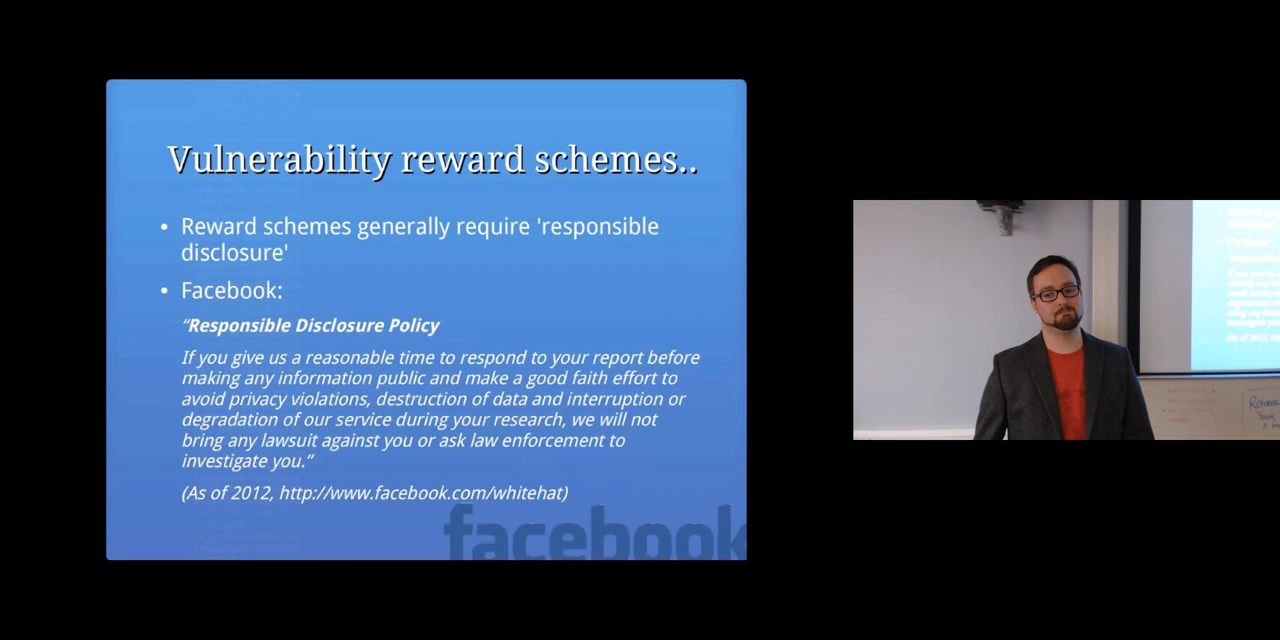 Vulnerability reward schemes..
• Reward schemes generally require 'responsible
disclosure'
• Facebook:
“Responsible Disclosure Policy
If you give us a reasonable time to respond to your report before
making any information public and make a good faith effort to
avoid privacy violations, destruction of data and interruption or
degradation of our service during your research, we will not
bring any lawsuit against you or ask law enforcement to
investigate you.”
(As of 2012, http://www.facebook.com/whitehat)
facebook